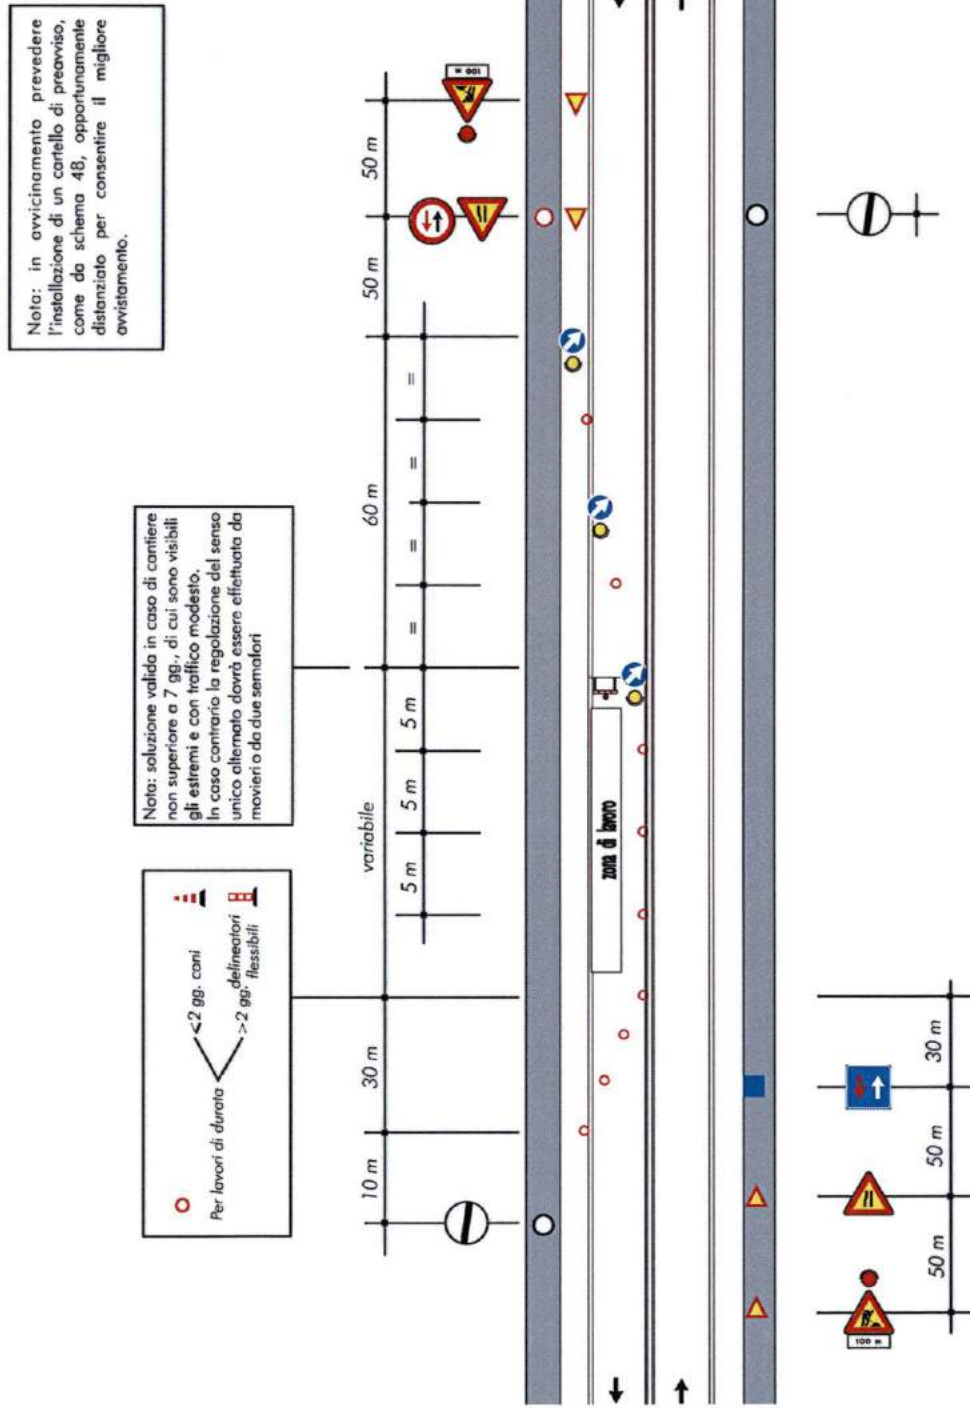 Nota: in avvicinamento prevedere
l'installazione di un cartello di preavviso,
come da schema 48, opportunamente
distanziato per consentire il migliore
avvistamento.
Nota: soluzione valida in caso di cantiere
non superiore a 7 gg., di cui sono visibili
gli estremi e con traffico modesto.
In caso contrario la regolazione del senso
unico alternato dovrà essere effettuata da
movieri o da due semafori
Per lavori di durata
<2 gg. coni
>2 gg. delineatori
flessibili
10 m
30 m
variabile
60 m
50 m
50 m
5 m
5 m
5 m
=
=
=
=
100 m
zona di lavoro
100 m
50 m
50 m
30 m